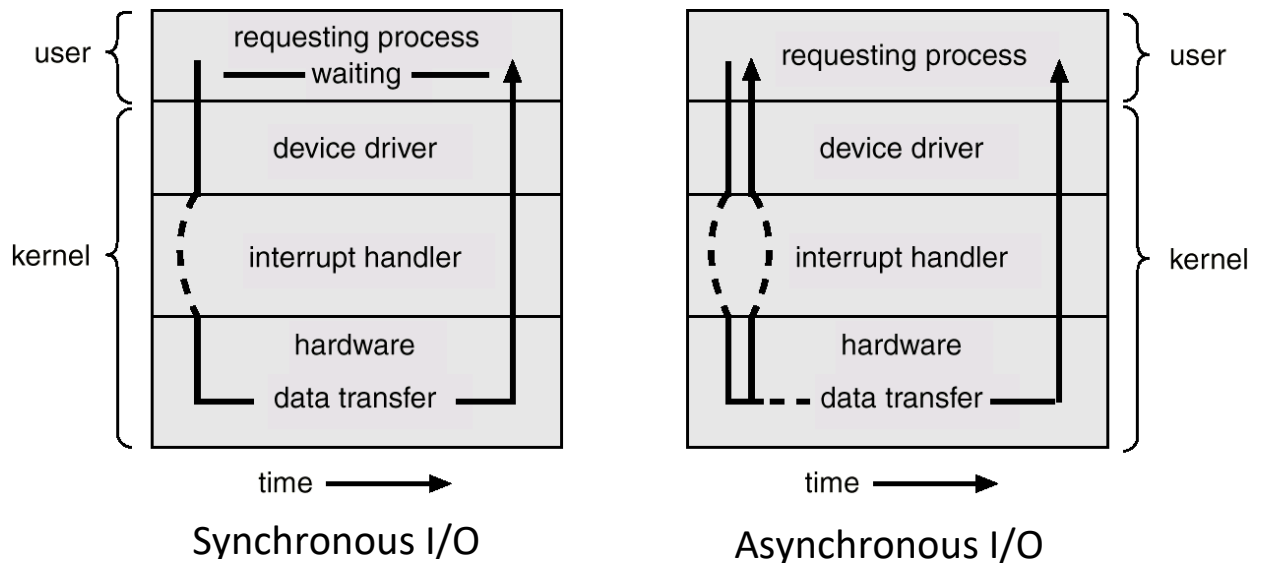 user
requesting process
waiting
device driver
kernel
interrupt handler
hardware
data transfer
time
Synchronous I/O
requesting process
user
device driver
interrupt handler
kernel
hardware
data transfer
time
Asynchronous I/O